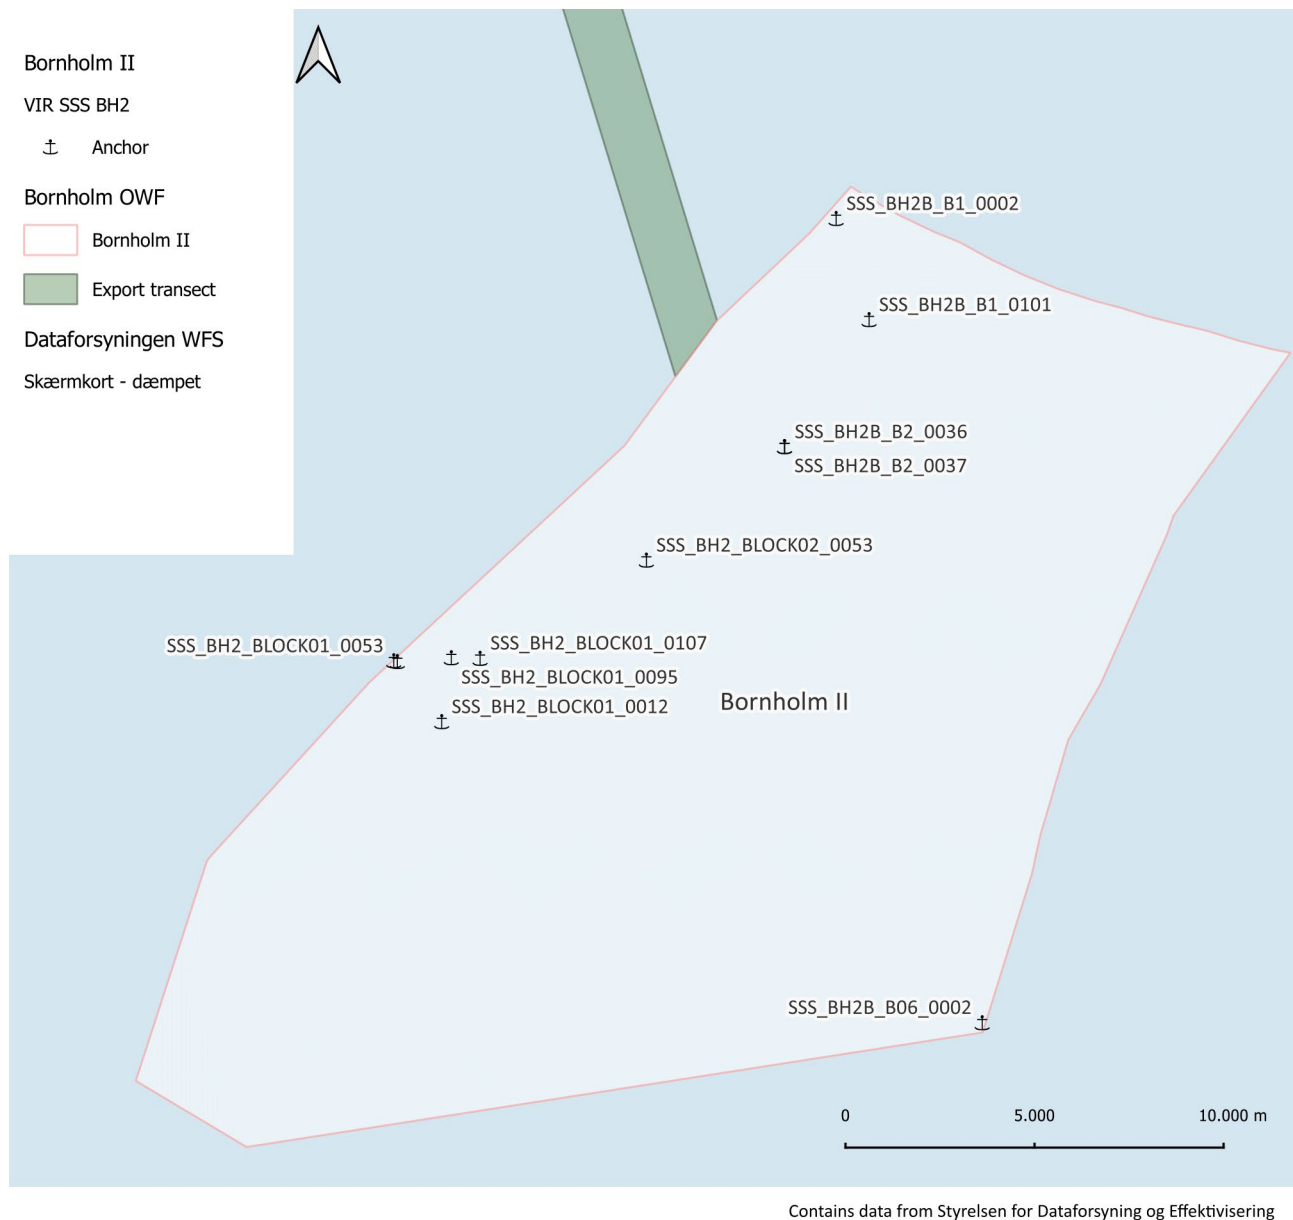 Bornholm II
VIR SSS BH2
Anchor
Bornholm OWF
Bornholm II
Export transect
Dataforsyningen WFS
Skærmkort - dæmpet
SSS_BH2B_B1_0002
SSS_BH2B_B1_0101
SSS_BH2B_B2_0036
SSS_BH2B_B2_0037
SSS_BH2_BLOCK02_0053
SSS_BH2_BLOCK01_0053
SSS_BH2_BLOCK01_0107
SSS_BH2_BLOCK01_0095
SSS_BH2_BLOCK01_0012
Bornholm II
SSS_BH2B_B06_0002
0 5.000 10.000 m
Contains data from Styrelsen for Dataforsyning og Effektivisering